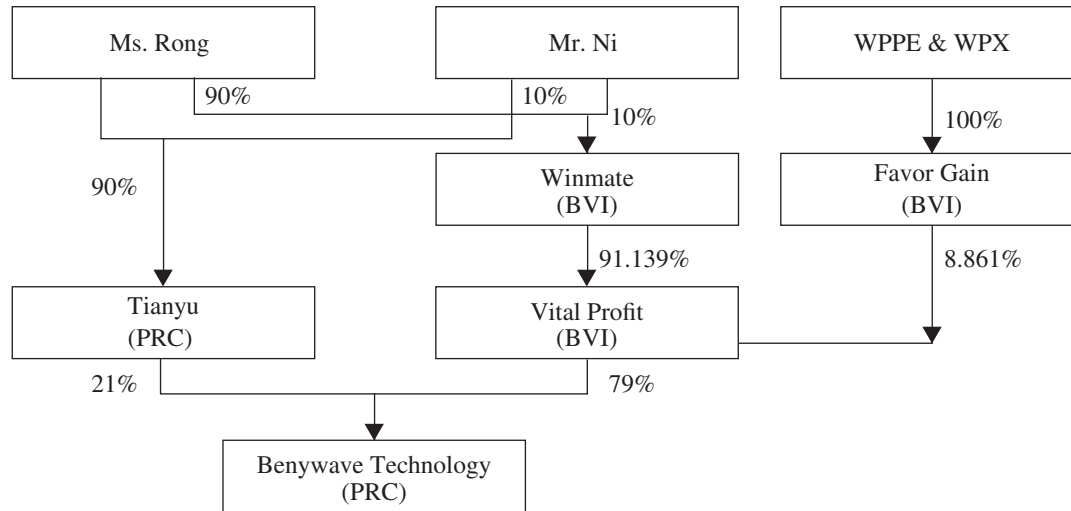 Ms. Rong
Mr. Ni
WPPE & WPX
90%
10%
10%
100%
90%
Winmate
(BVI)
Favor Gain
(BVI)
91.139%
8.861%
Tianyu
(PRC)
Vital Profit
(BVI)
21%
79%
Benywave Technology
(PRC)